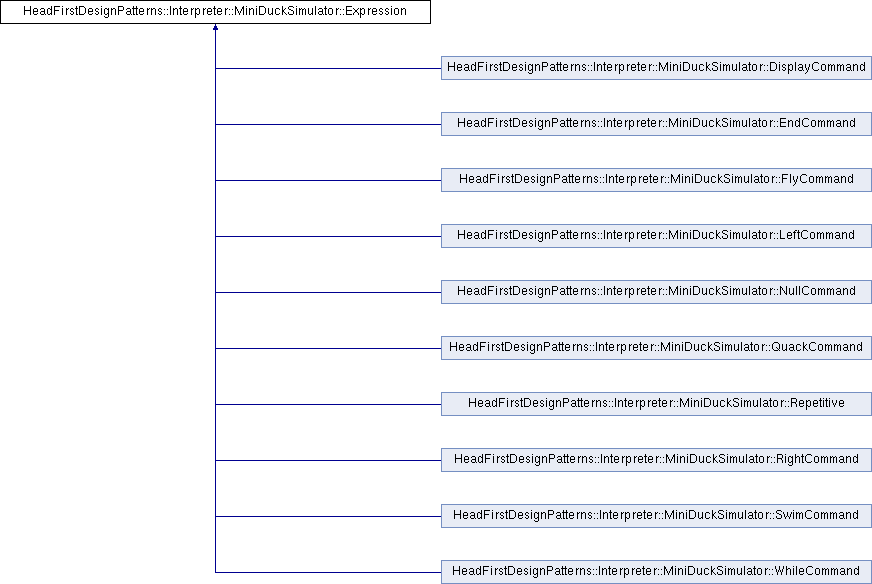 HeadFirstDesignPatterns::Interpreter::MiniDuckSimulator::Expression
HeadFirstDesignPatterns::Interpreter::MiniDuckSimulator::DisplayCommand
HeadFirstDesignPatterns::Interpreter::MiniDuckSimulator::EndCommand
HeadFirstDesignPatterns::Interpreter::MiniDuckSimulator::FlyCommand
HeadFirstDesignPatterns::Interpreter::MiniDuckSimulator::LeftCommand
HeadFirstDesignPatterns::Interpreter::MiniDuckSimulator::NullCommand
HeadFirstDesignPatterns::Interpreter::MiniDuckSimulator::QuackCommand
HeadFirstDesignPatterns::Interpreter::MiniDuckSimulator::Repetitive
HeadFirstDesignPatterns::Interpreter::MiniDuckSimulator::RightCommand
HeadFirstDesignPatterns::Interpreter::MiniDuckSimulator::SwimCommand
HeadFirstDesignPatterns::Interpreter::MiniDuckSimulator::WhileCommand